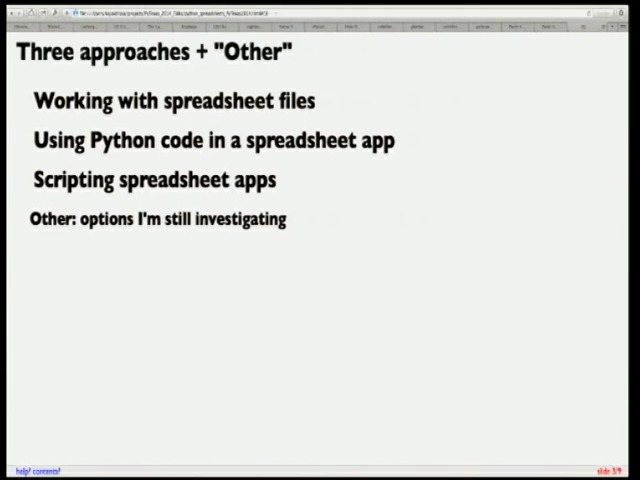 Three approaches + "Other"
Working with spreadsheet files
Using Python code in a spreadsheet app
Scripting spreadsheet apps
Other: options I'm still investigating
help? contents?
slide 3/9